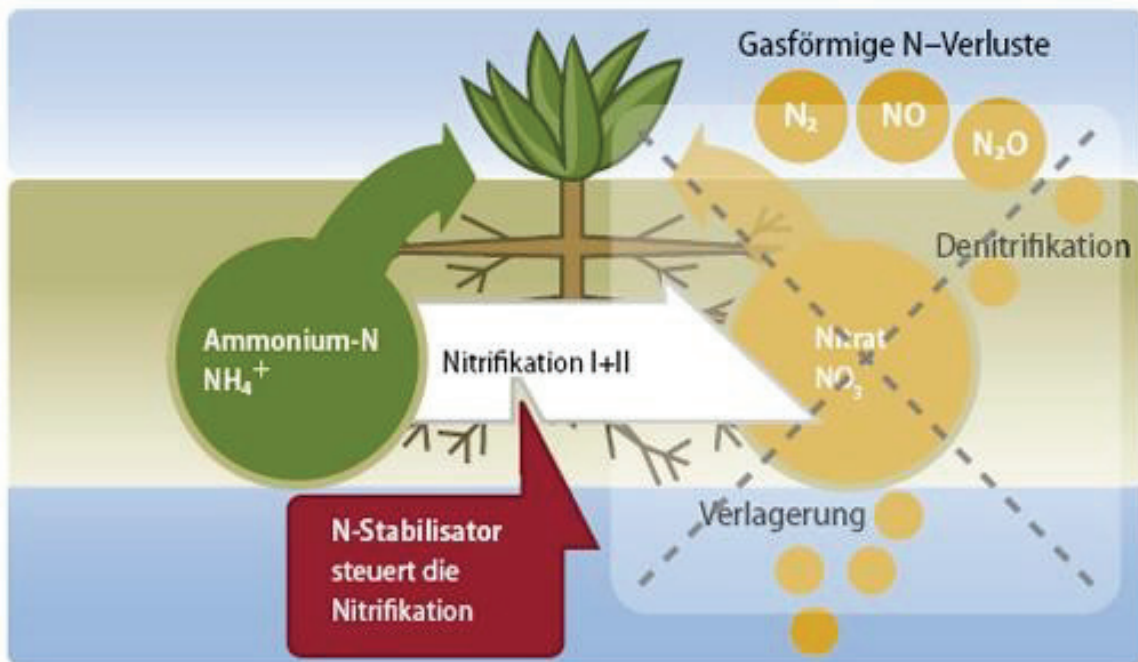 Gasförmige N–Verluste
N₂
NO
N₂O
Denitrifikation
Ammonium-N
NH₄⁺
Nitrifikation I+II
Nitrat
NO₃
Verlagerung
N-Stabilisator
steuert die
Nitrifikation